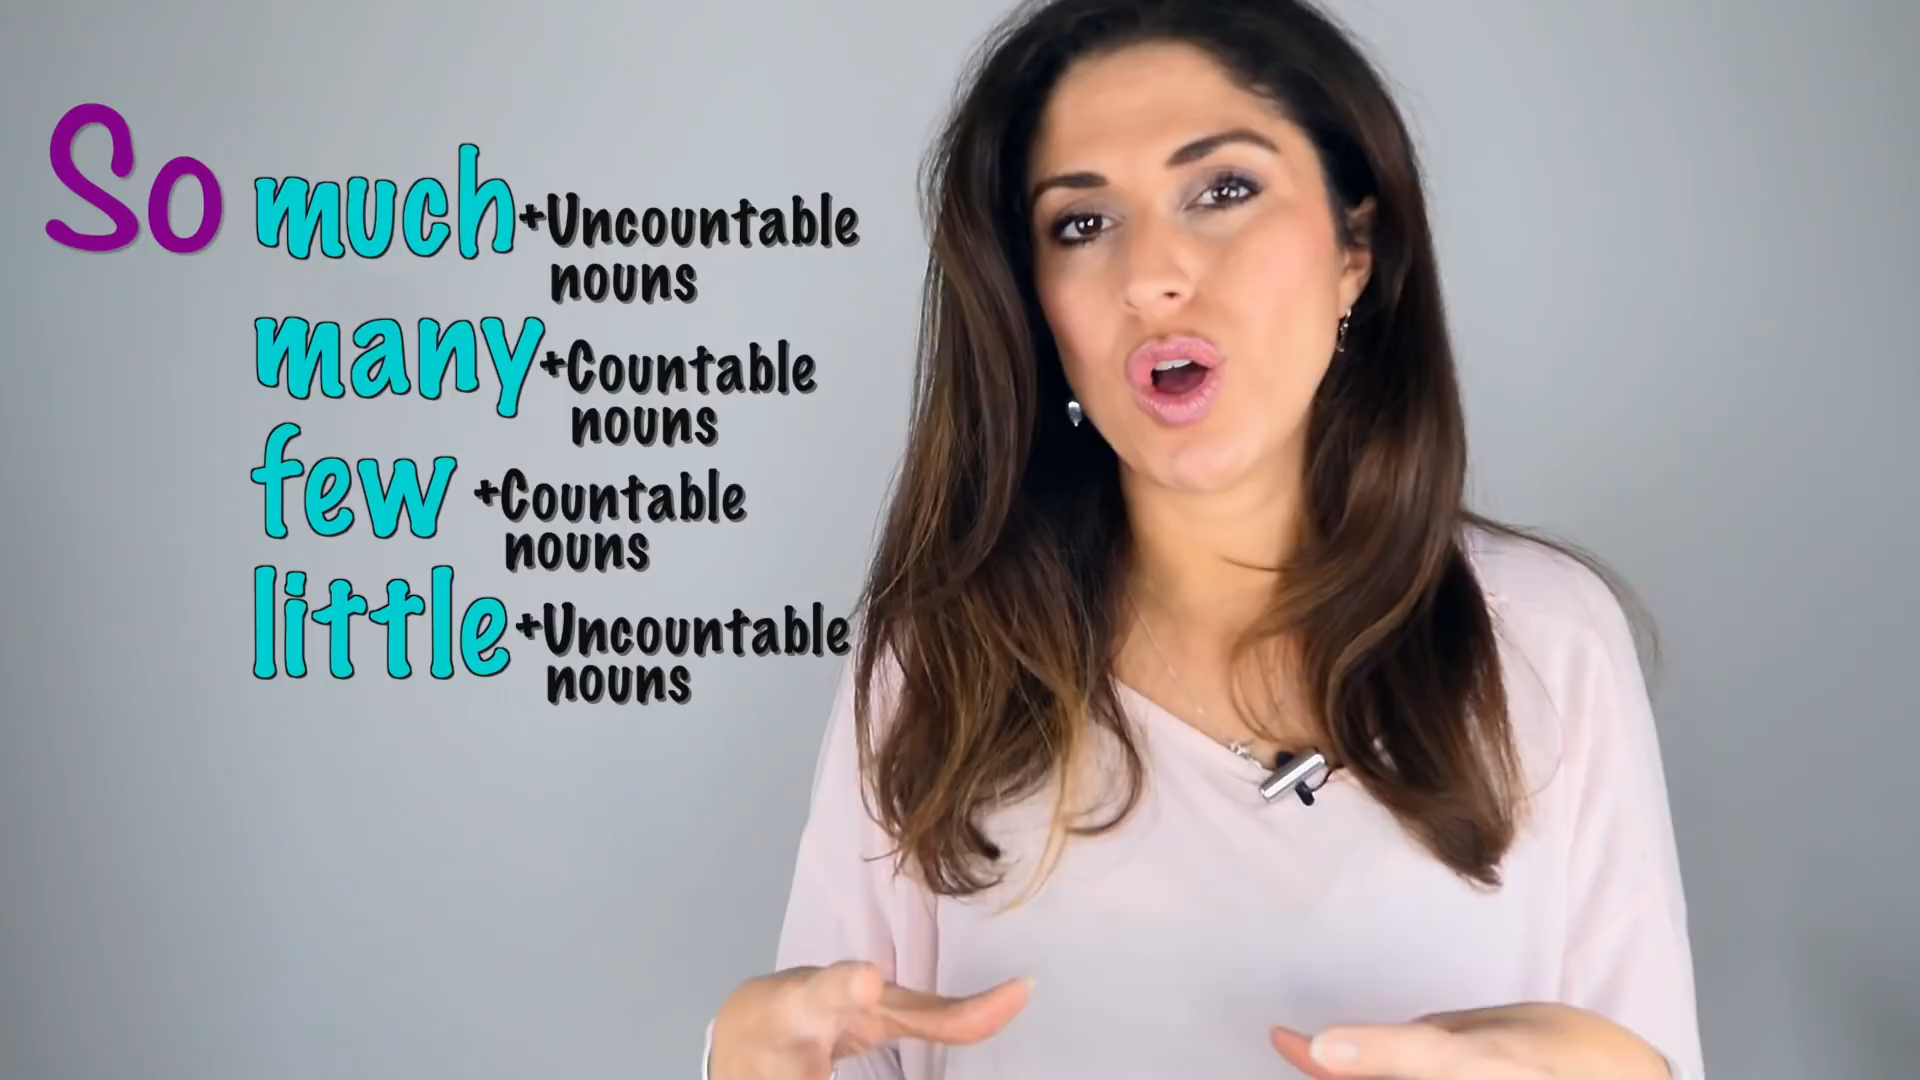 So much +Uncountable
nouns
many +Countable
nouns
few +Countable
nouns
little +Uncountable
nouns